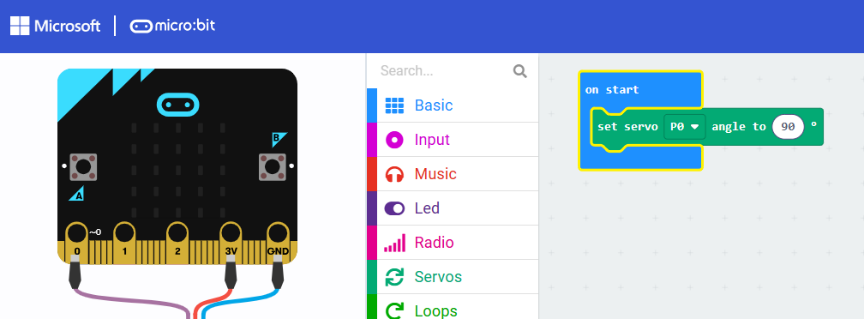 Microsoft
micro:bit
B
A
~0
0
1
2
3V
GND
Search...
Basic
Input
Music
Led
Radio
Servos
Loops
on start
set servo P0 angle to 90 °